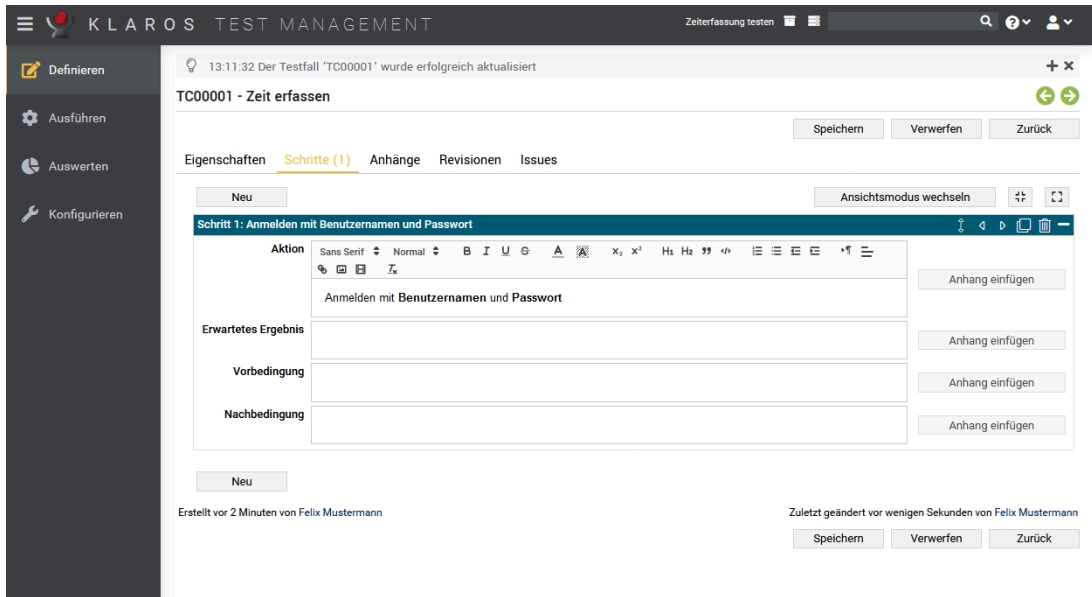 KLAROS TEST MANAGEMENT
Zeiterfassung testen
Definieren
Ausführen
Auswerten
Konfigurieren
13:11:32 Der Testfall 'TC00001' wurde erfolgreich aktualisiert
TC00001 - Zeit erfassen
Speichern Verwerfen Zurück
Eigenschaften Schritte (1) Anhänge Revisionen Issues
Neu Ansichtsmodus wechseln
Schritt 1: Anmelden mit Benutzernamen und Passwort
Aktion
Sans Serif Normal B I U S A A X₂ X² H1 H2
Anmelden mit Benutzernamen und Passwort
Anhang einfügen
Erwartetes Ergebnis
Anhang einfügen
Vorbedingung
Anhang einfügen
Nachbedingung
Anhang einfügen
Neu
Erstellt vor 2 Minuten von Felix Mustermann
Zuletzt geändert vor wenigen Sekunden von Felix Mustermann
Speichern Verwerfen Zurück